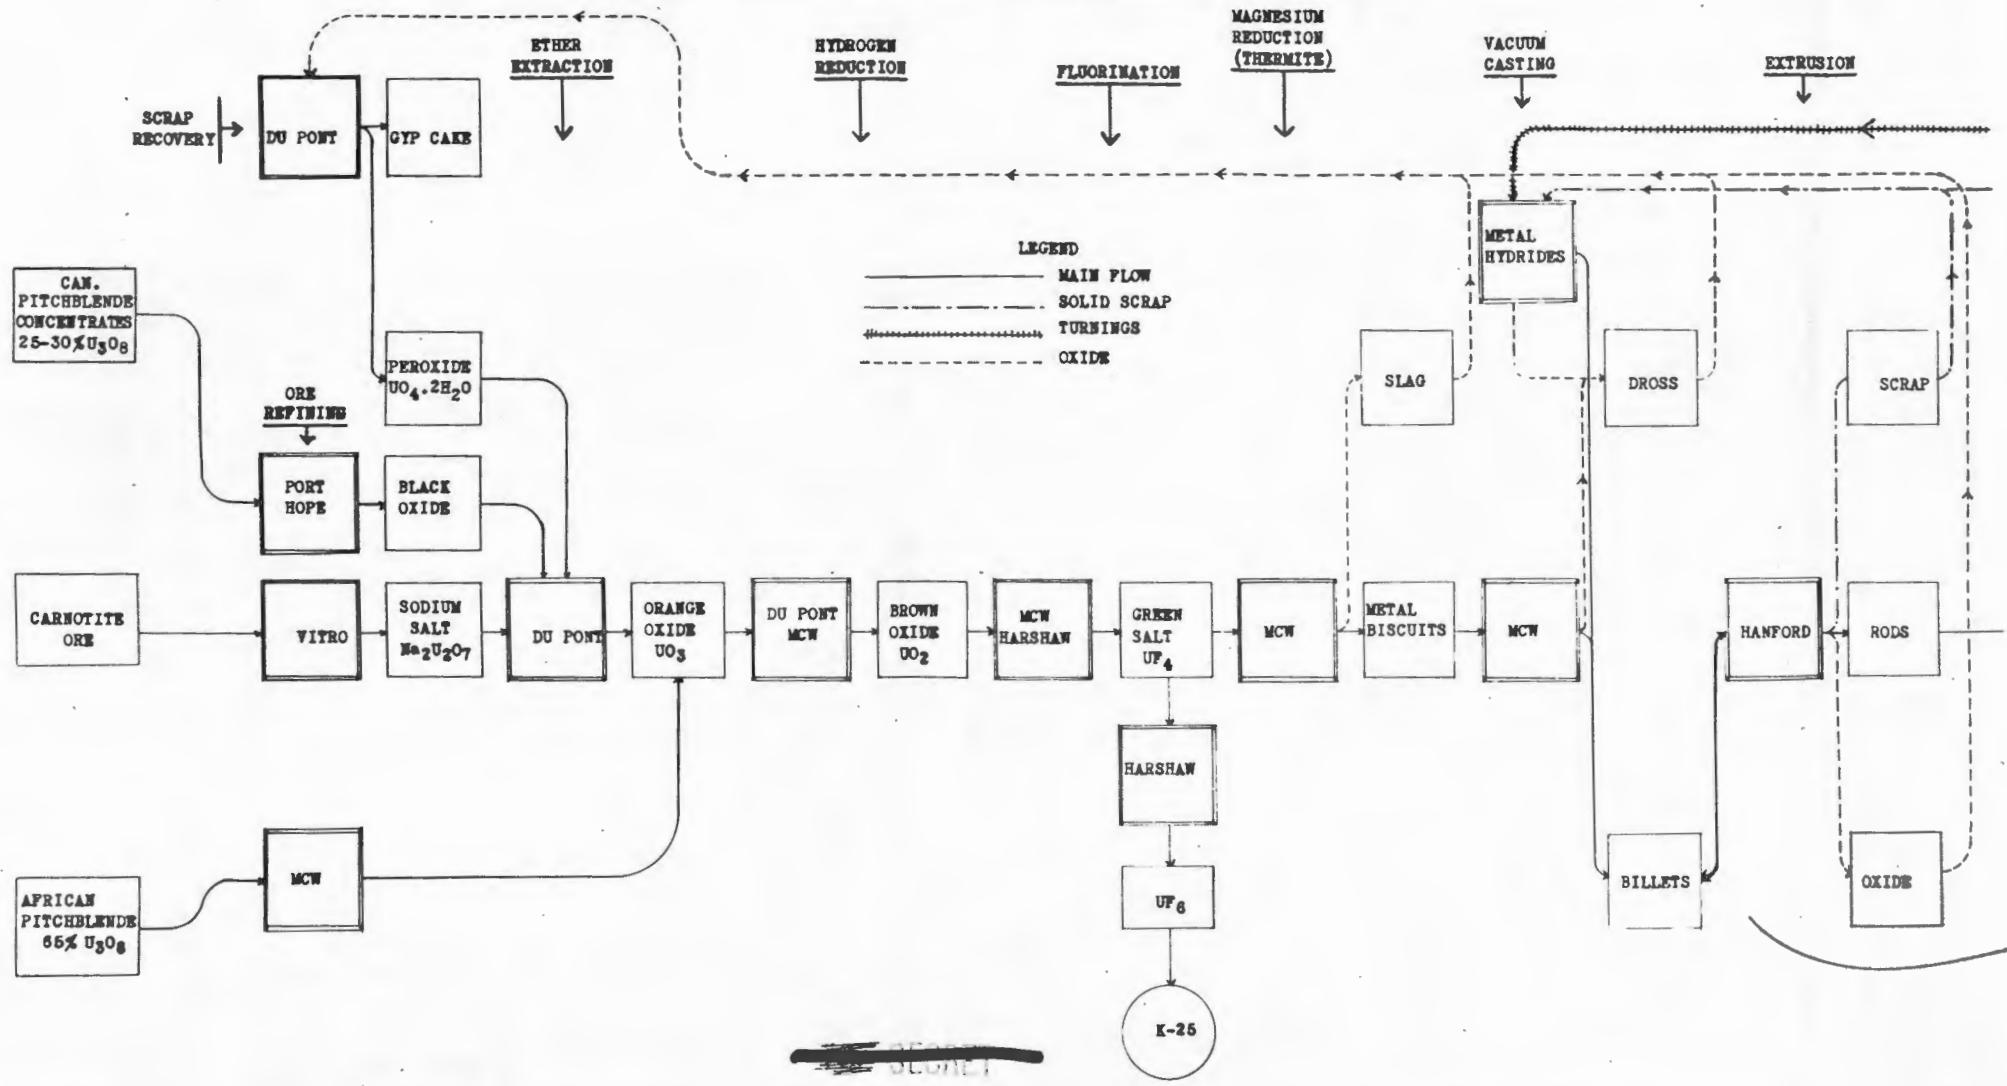 ETHER
EXTRACTION
HYDROGEN
REDUCTION
FLUORINATION
MAGNESIUM
REDUCTION
(THERMITE)
VACUUM
CASTING
EXTRUSION
SCRAP
RECOVERY
DU PONT
GYP CAKE
METAL
HYDRIDES
LEGEND
MAIN FLOW
SOLID SCRAP
TURNINGS
OXIDE
CAN.
PITCHBLENDE
CONCENTRATES
25-30% U3O8
PEROXIDE
UO4.2H2O
SLAG
DROSS
SCRAP
ORE
REFINING
PORT
HOPE
BLACK
OXIDE
CARNOTITE
ORE
VITRO
SODIUM
SALT
Na2U2O7
DU PONT
ORANGE
OXIDE
UO3
DU PONT
MCW
BROWN
OXIDE
UO2
MCW
HARSHAW
GREEN
SALT
UF4
MCW
METAL
BISCUITS
MCW
HANFORD
RODS
HARSHAW
AFRICAN
PITCHBLENDE
65% U3O8
MCW
UF6
BILLETS
OXIDE
K-25
SECRET